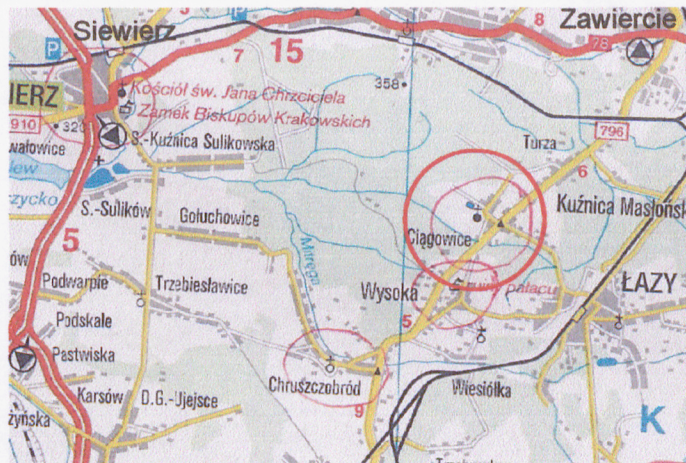 P
3
P
8
Zawiercie
Siewierz
7
15
78
358
IERZ
Kościół św. Jana Chrzciciela
Zamek Biskupów Krakowskich
910
320
796
S.-Kuźnica Sulikowska
Turza
6
S.-Sulików
Gołuchowice
Kuźnica Masłońsk
Ciągowice
5
Mitręga
Podwarpie
Trzebiesławice
Wysoka
pałacu
ŁAZY
Podskale
5
Pastwiska
Chruszczobród
Wiesiółka
Karsów
D.G.-Ujejsce
9
K